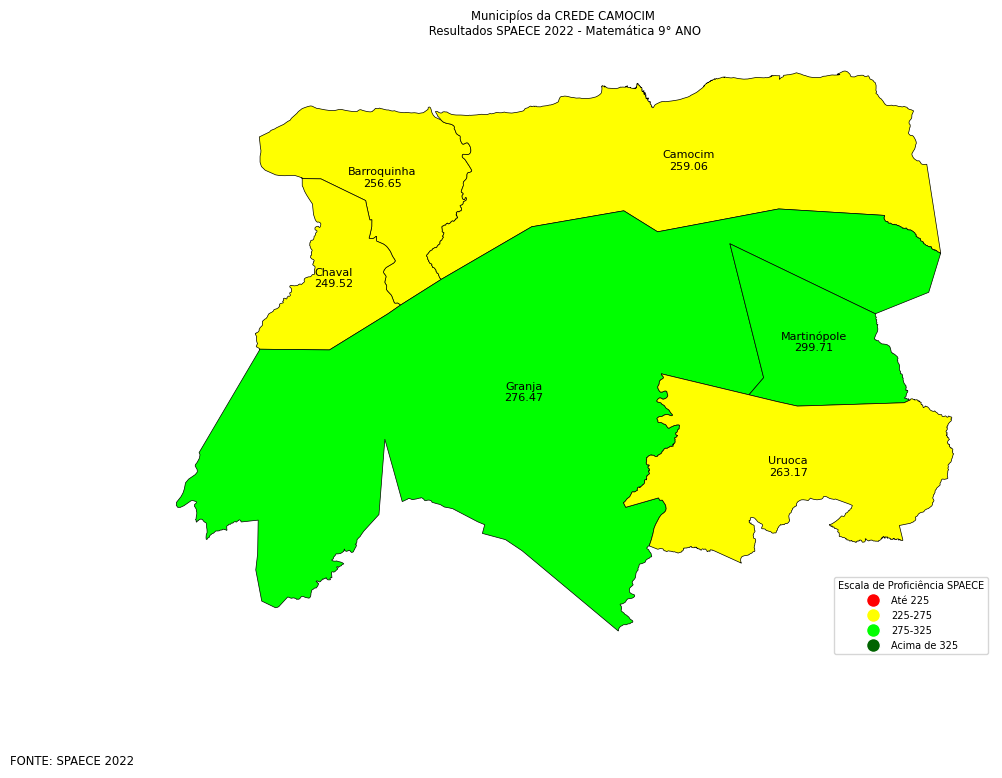 Municipíos da CREDE CAMOCIM
Resultados SPAECE 2022 - Matemática 9° ANO
Camocim
259.06
Barroquinha
256.65
Chaval
249.52
Martinópole
299.71
Granja
276.47
Uruoca
263.17
Escala de Proficiência SPAECE
Até 225
225-275
275-325
Acima de 325
FONTE: SPAECE 2022